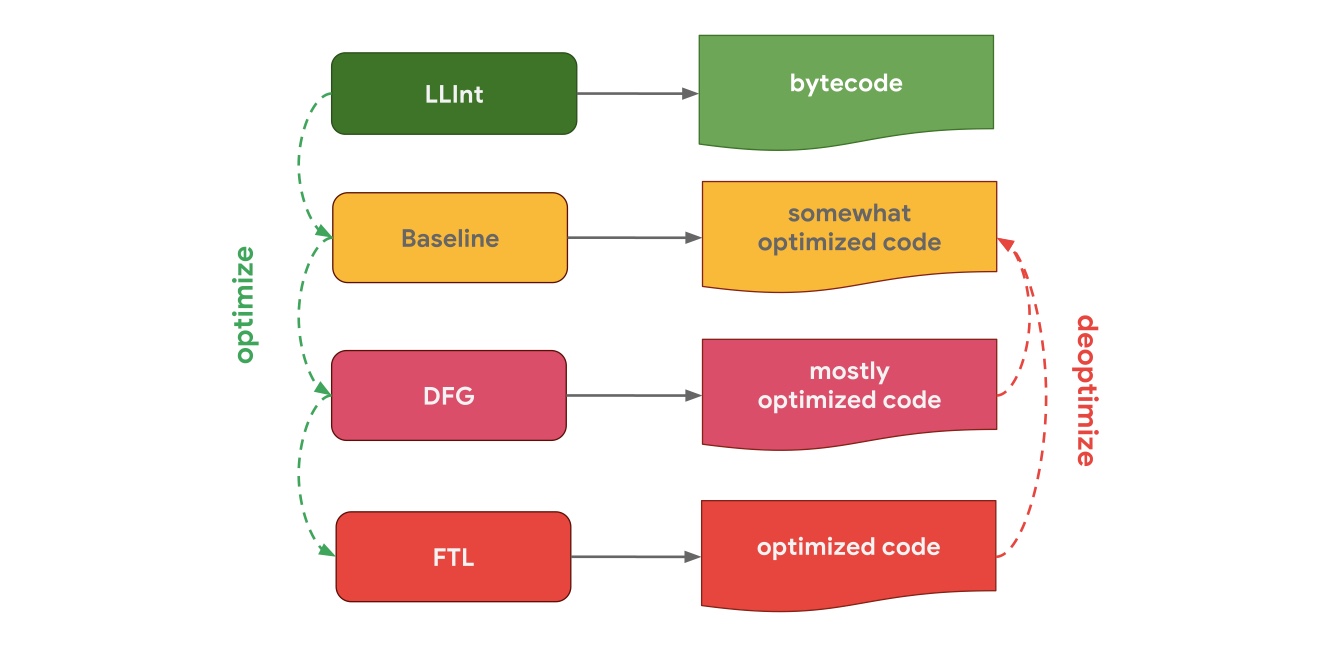 LLInt
bytecode
Baseline
somewhat
optimized code
optimize
DFG
mostly
optimized code
deoptimize
FTL
optimized code